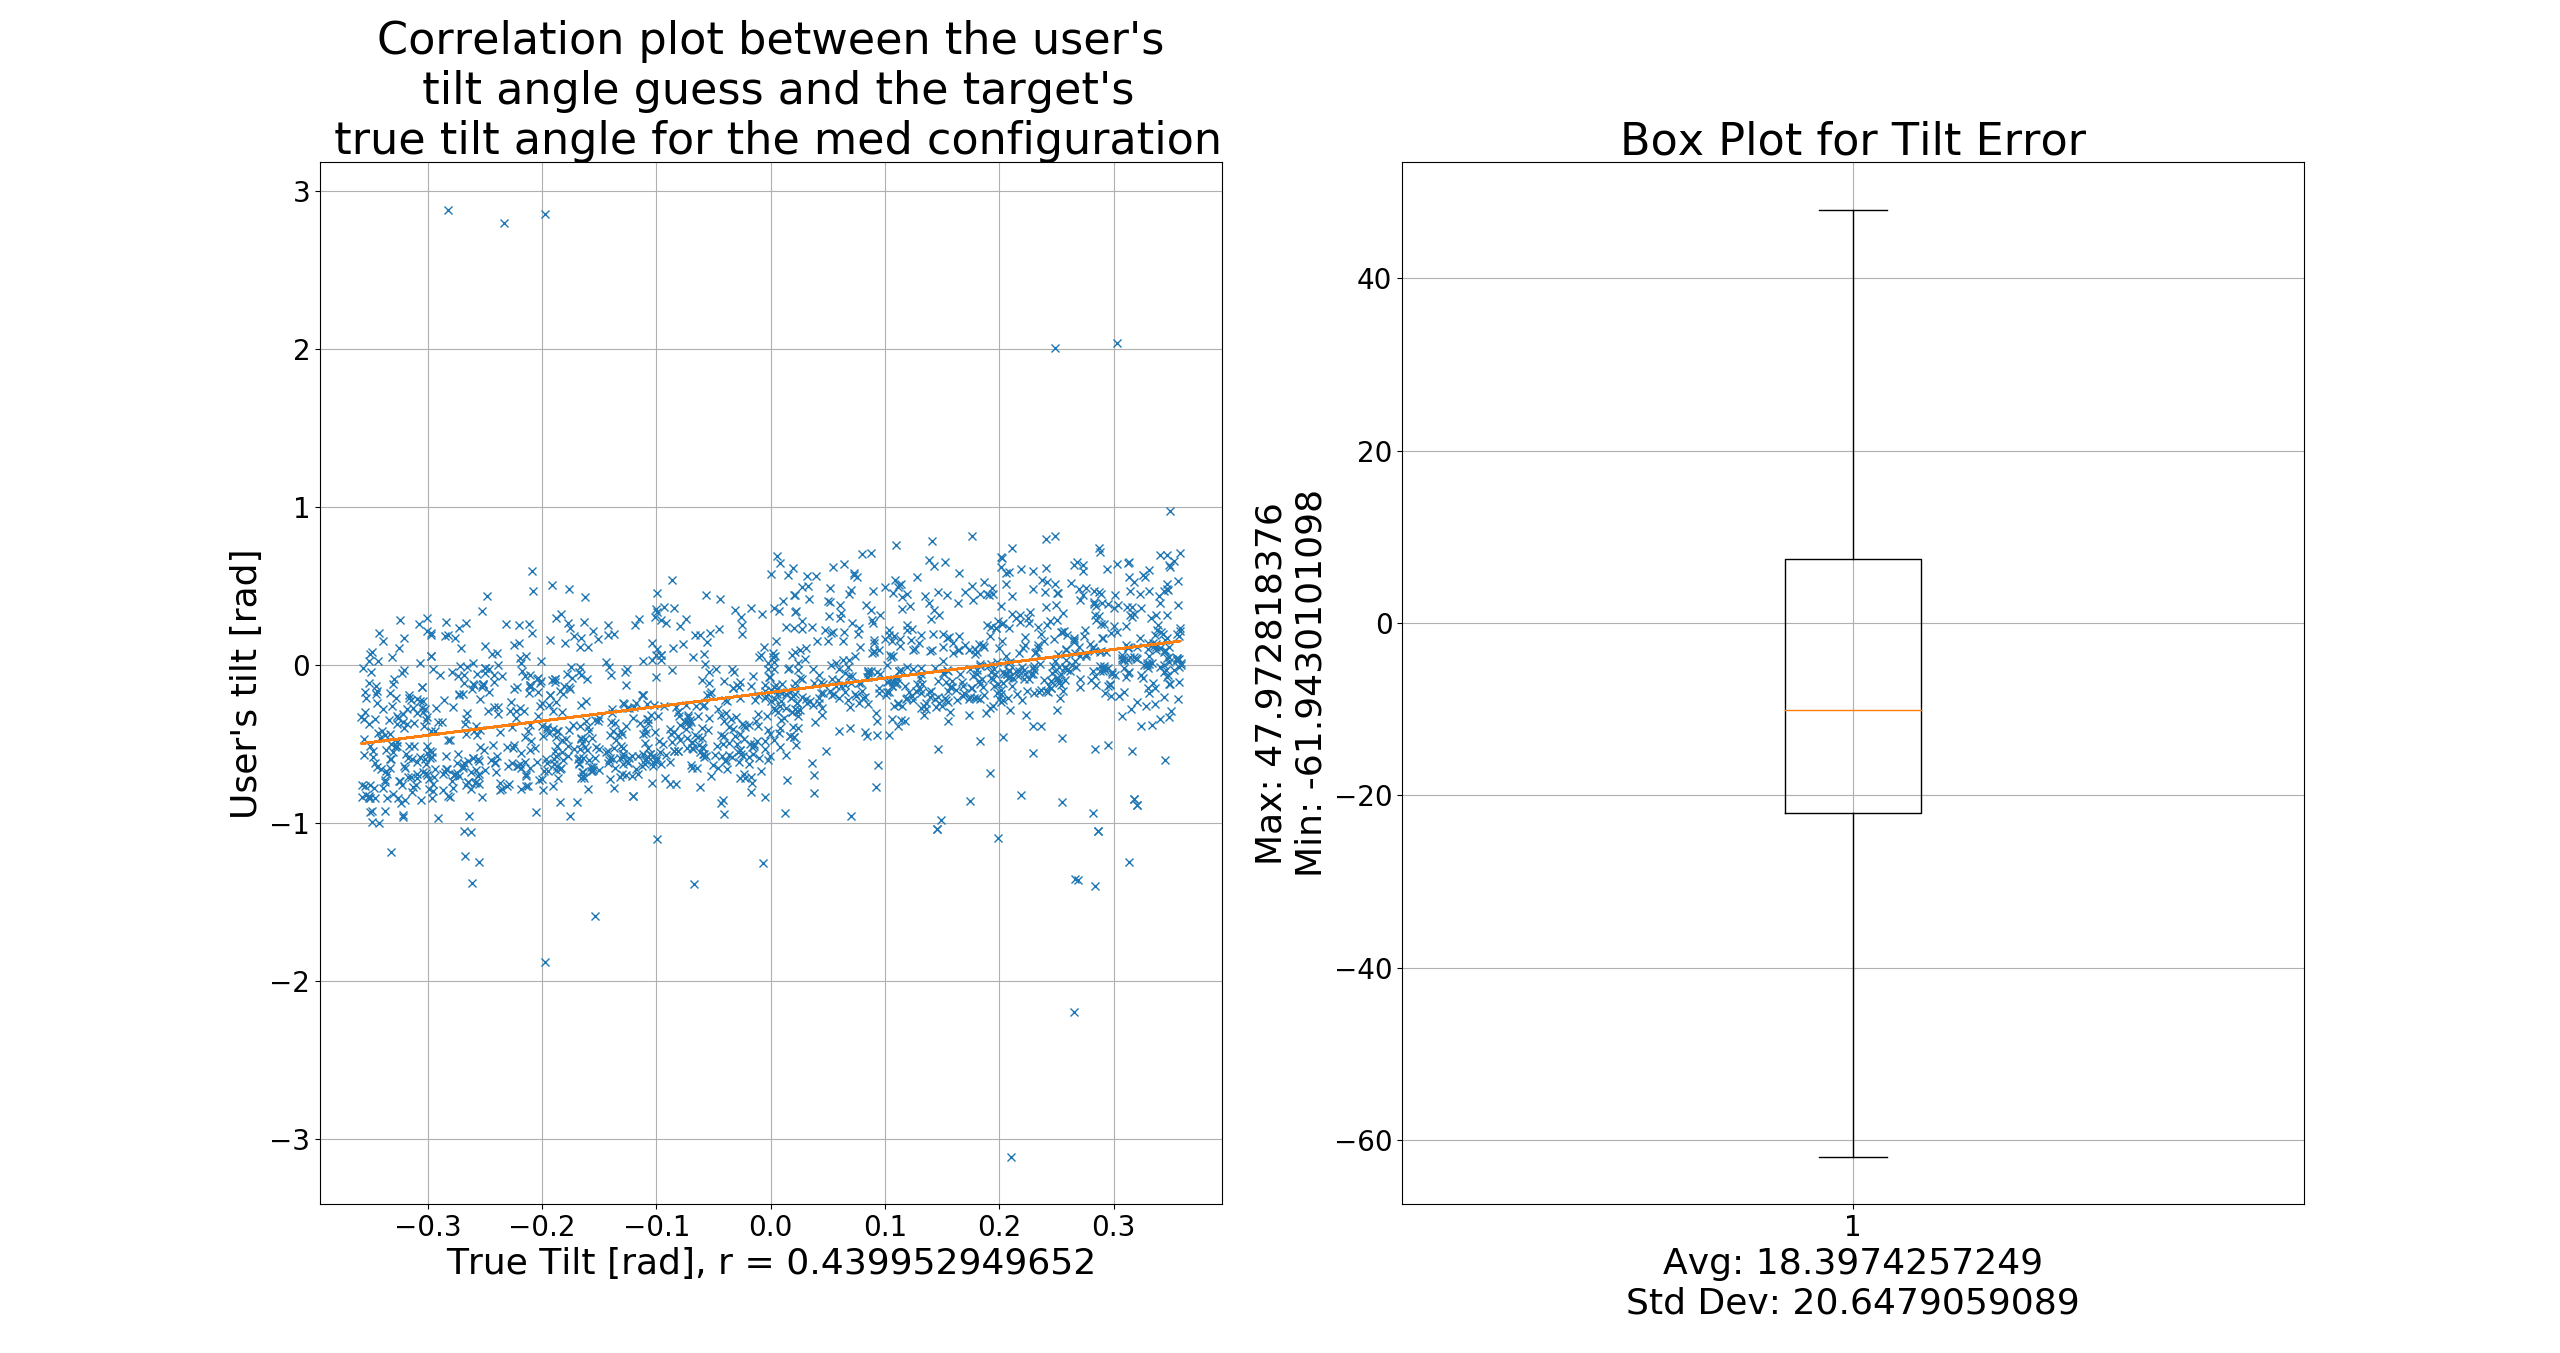 Correlation plot between the user's
tilt angle guess and the target's
true tilt angle for the med configuration
3
2
1
0
−1
−2
−3
User's tilt [rad]
−0.3 −0.2 −0.1 0.0 0.1 0.2 0.3
True Tilt [rad], r = 0.439952949652
Box Plot for Tilt Error
40
20
0
−20
−40
−60
Max: 47.972818376
Min: -61.9430101098
1
Avg: 18.3974257249
Std Dev: 20.6479059089